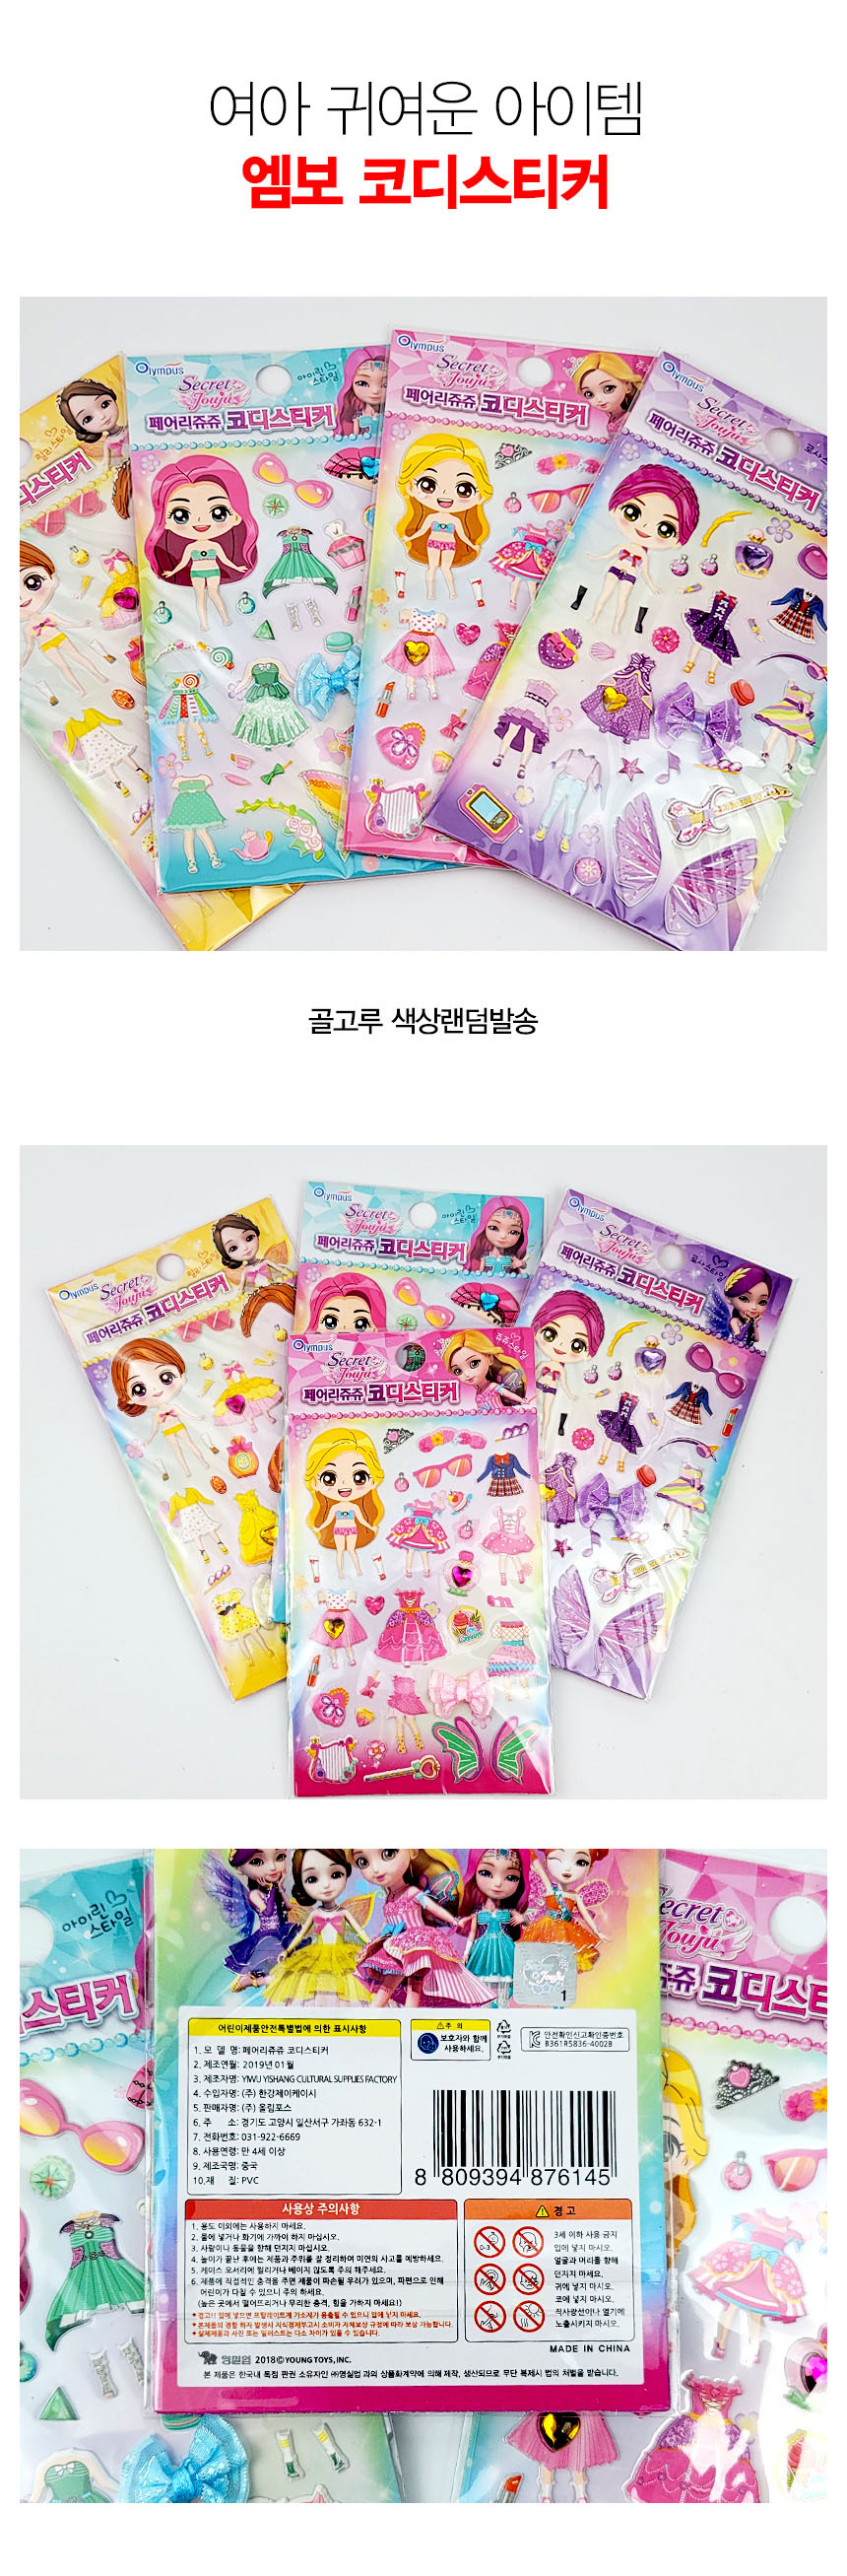 여아 귀여운 아이템
엠보 코디스티커
릴리 스타일
디스티커
Olympus
Secret
Jouju
아이린
스타일
페어리쥬쥬 코디스티커
Olympus
Secret
Jouju
페어리쥬쥬 코디스티커
Olympus
Secret
Jouju
로사스
페어리쥬쥬 코디스티커
골고루 색상랜덤발송
Olympus
Secret
Jouju
페어리쥬쥬 코디스티커
Olympus
Secret
Jouju
아이린
스타일
페어리쥬쥬 코디스티커
Olympus
Secret
Jouju
로사스타일
페어리쥬쥬 코디스티커
Olympus
Secret
Jouju
쥬쥬스타일
페어리쥬쥬 코디스티커
아이린
스타일
스티커
Secret
Jouju
쥬쥬 코디스티
1
어린이제품안전특별법에 의한 표시사항
1. 모 델 명: 페어리쥬쥬 코디스티커
2. 제조연월: 2019년 01월
3. 제조자명: YIWU YISHANG CULTURAL SUPPLIES FACTORY
4. 수입자명: (주) 한강제이케이시
5. 판매자명: (주) 올림포스
6. 주 소: 경기도 고양시 일산서구 가좌동 632-1
7. 전화번호: 031-922-6669
8. 사용연령: 만 4세 이상
9. 제조국명: 중국
10.재 질: PVC
주 의
보호자와 함께
사용하세요.
안전확인신고확인증번호
B361R5836-4002B
8 809394 876145
사용상 주의사항
1. 용도 이외에는 사용하지 마세요.
2. 물에 넣거나 화기에 가까이 하지 마십시오.
3. 사람이나 동물을 향해 던지지 마십시오.
4. 놀이가 끝난 후에는 제품과 주위를 잘 정리하여 미연의 사고를 예방하세요.
5. 케이스 모서리에 찔리거나 베이지 않도록 주의 해주세요.
6. 제품에 직접적인 충격을 주면 제품이 파손될 우려가 있으며, 파편으로 인해
어린이가 다칠 수 있으니 주의 하세요.
(높은 곳에서 떨어뜨리거나 무리한 충격, 힘을 가하지 마세요!)
*경고!! 입에 넣으면 프탈레이트계 가소제가 용출될 수 있으니 입에 넣지 마세요.
*본제품의 결함 하자 발생시 지식경제부고시 소비자 자체보상 규정에 따라 보상 가능합니다.
*실제제품과 사진 또는 일러스트는 다소 차이가 있을 수 있습니다.
경 고
0-3
3세 이하 사용 금지
입에 넣지 마시오.
얼굴과 머리를 향해
던지지 마세요.
귀에 넣지 마시오.
코에 넣지 마시오.
직사광선이나 열기에
노출시키지 마시오.
MADE IN CHINA
영실업 2018 © YOUNG TOYS, INC.
본 제품은 한국내 독점 판권 소유자인 ㈜영실업 과의 상품화계약에 의해 제작, 생산되므로 무단 복제시 법의 처벌을 받습니다.